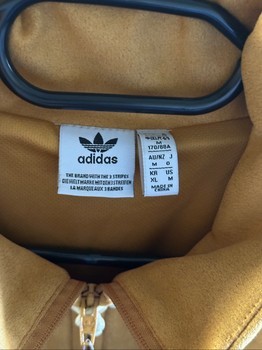 adidas
THE BRAND WITH THE 3 STRIPES
DIE WELTMARKE MIT DEN 3 STREIFEN
LA MARQUE AUX 3 BANDES
M
170/88A
AU/NZ J
M O
KR US
XL M
MADE IN
CHINA